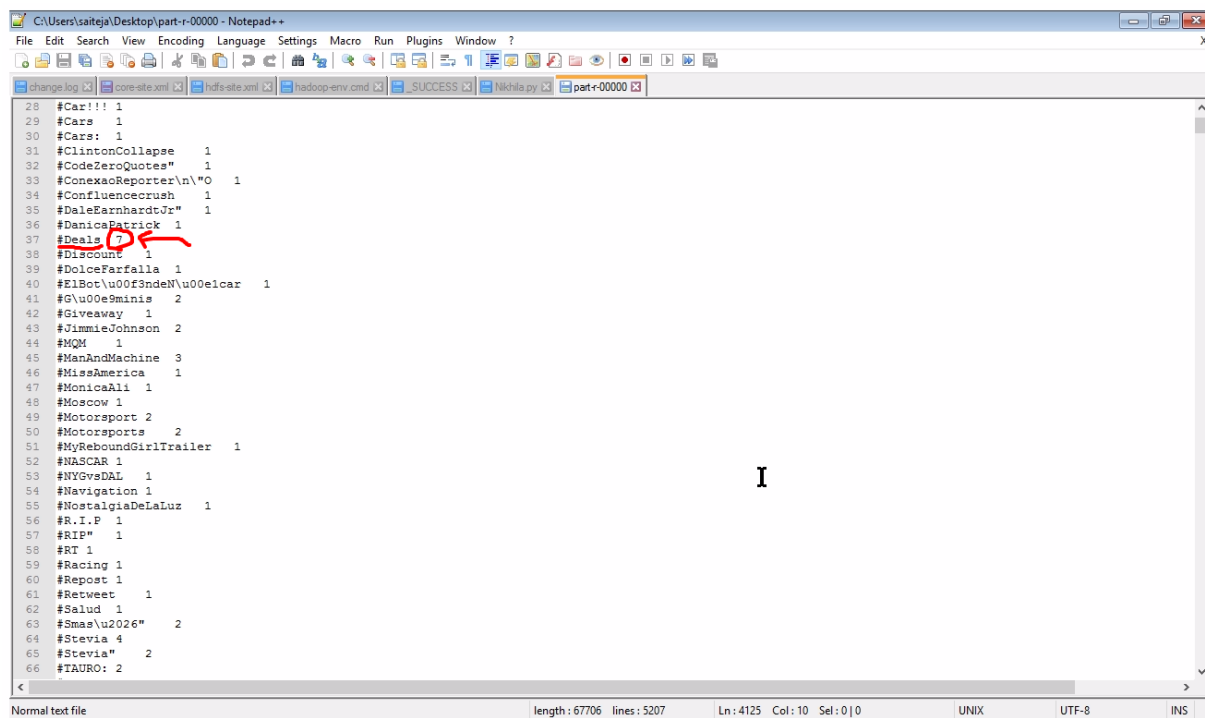 C:\Users\saiteja\Desktop\part-r-00000 - Notepad++
File Edit Search View Encoding Language Settings Macro Run Plugins Window ?
change.log core-site.xml hdfs-site.xml hadoop-env.cmd _SUCCESS Nikhila.py part-r-00000
28 #Car!!! 1
29 #Cars 1
30 #Cars: 1
31 #ClintonCollapse 1
32 #CodeZeroQuotes" 1
33 #ConexaoReporter\n\"O 1
34 #Confluencecrush 1
35 #DaleEarnhardtJr" 1
36 #DanicaPatrick 1
37 #Deals 7
38 #Discount 1
39 #DolceFarfalla 1
40 #ElBot\u00f3ndeN\u00e1car 1
41 #G\u00e9minis 2
42 #Giveaway 1
43 #JimmieJohnson 2
44 #MQM 1
45 #ManAndMachine 3
46 #MissAmerica 1
47 #MonicaAli 1
48 #Moscow 1
49 #Motorsport 2
50 #Motorsports 2
51 #MyReboundGirlTrailer 1
52 #NASCAR 1
53 #NYGvsDAL 1
54 #Navigation 1
55 #NostalgiaDeLaLuz 1
56 #R.I.P 1
57 #RIP" 1
58 #RT 1
59 #Racing 1
60 #Repost 1
61 #Retweet 1
62 #Salud 1
63 #Smas\u2026" 2
64 #Stevia 4
65 #Stevia" 2
66 #TAURO: 2
Normal text file length : 67706 lines : 5207 Ln : 4125 Col : 10 Sel : 0 | 0 UNIX UTF-8 INS